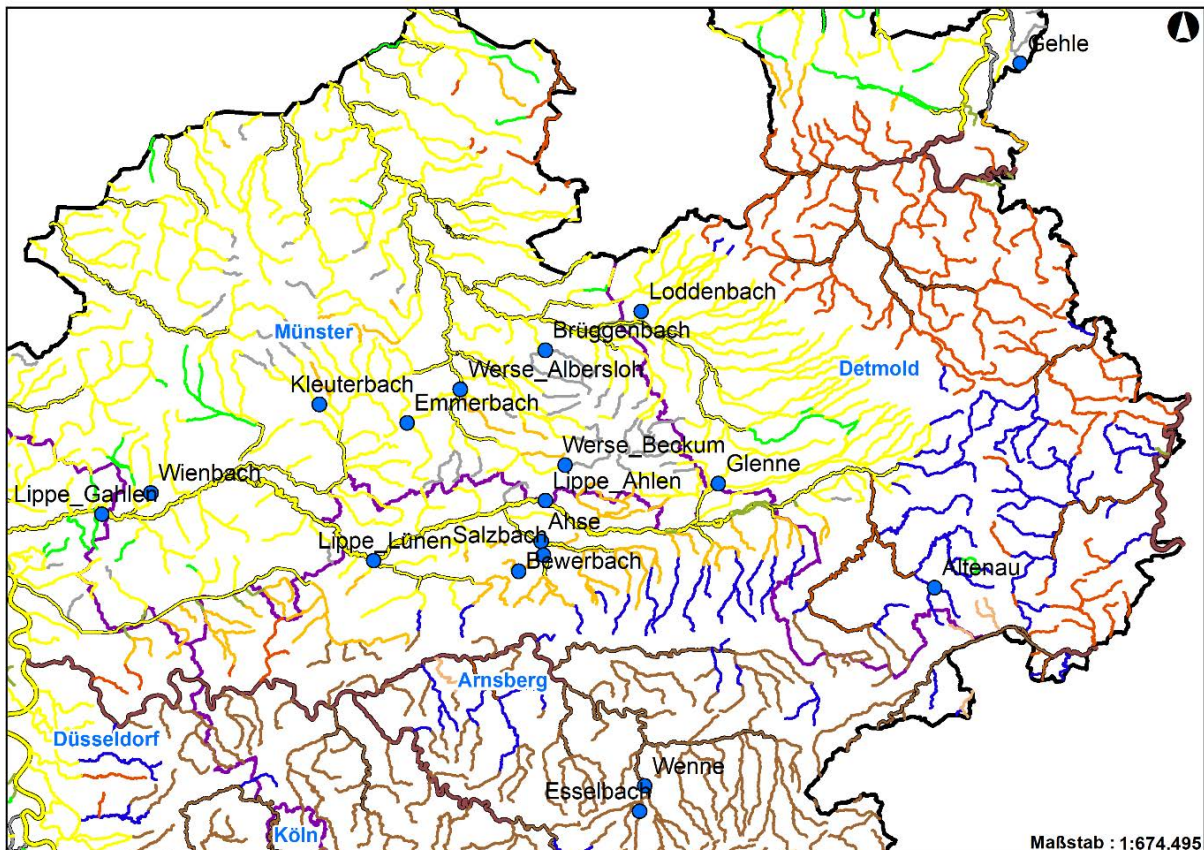 Gehle
Loddenbach
Münster
Brüggenbach
Detmold
Werse_Albersloh
Kleuterbach
Emmerbach
Werse_Beckum
Wienbach
Glenne
Lippe_Ahlen
Lippe_Gahlen
Ahse
Lippe_Lünen
Salzbach
Bewerbach
Altenau
Arnsberg
Düsseldorf
Wenne
Esselbach
Köln
Maßstab : 1:674.495